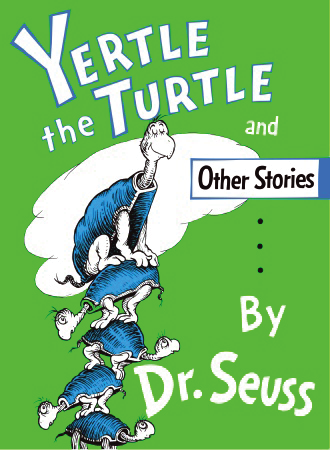 YERTLE
the TURTLE
and
Other Stories
By
Dr. Seuss